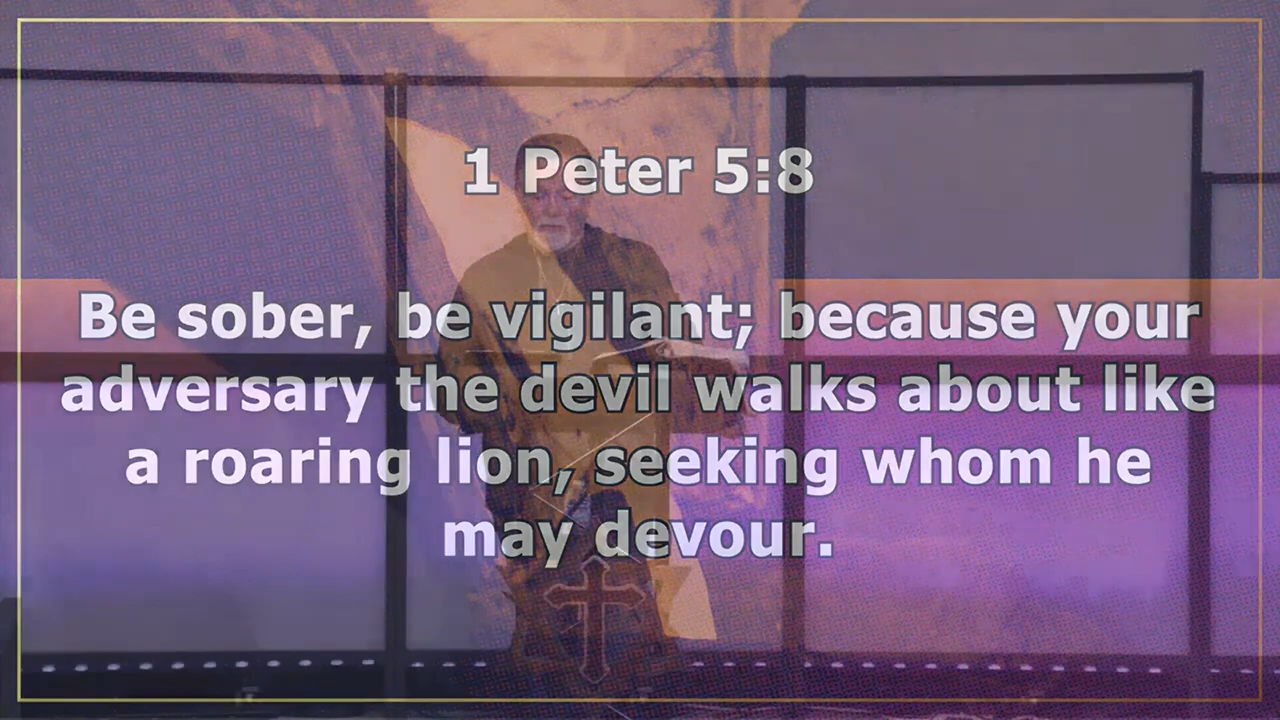 1 Peter 5:8
Be sober, be vigilant; because your
adversary the devil walks about like
a roaring lion, seeking whom he
may devour.